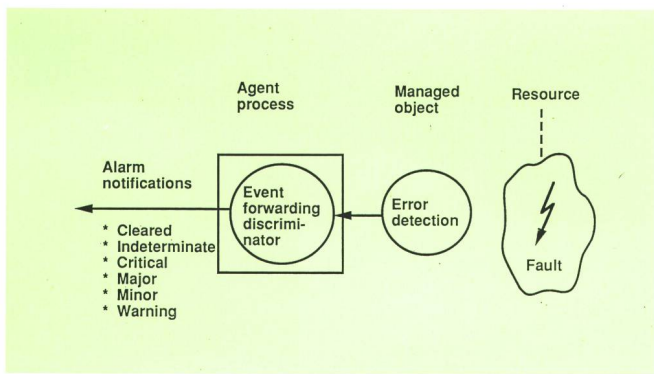 Agent
process
Managed
object
Resource
Alarm
notifications
* Cleared
* Indeterminate
* Critical
* Major
* Minor
* Warning
Event
forwarding
discrimi-
nator
Error
detection
Fault